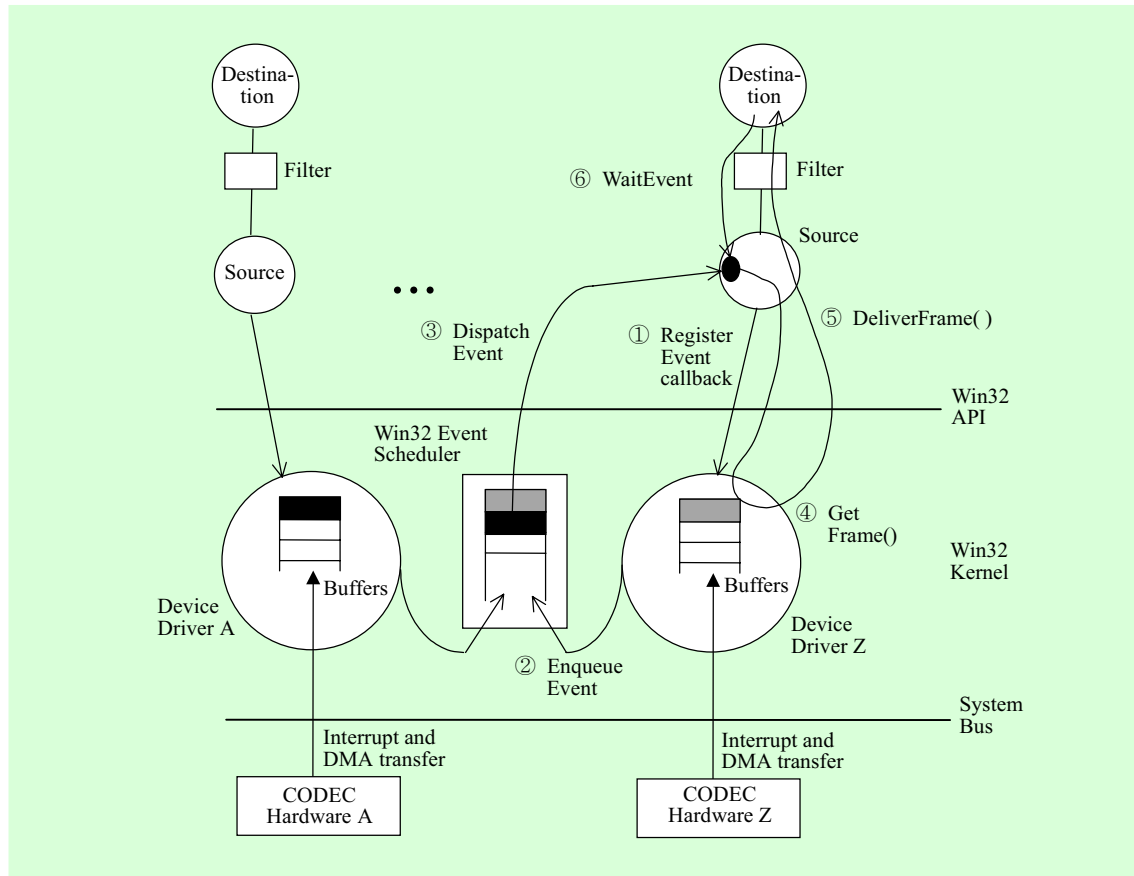 Destina-
tion
Destina-
tion
Filter
Filter
⑥ WaitEvent
Source
Source
• • •
③ Dispatch
Event
① Register
Event
callback
⑤ DeliverFrame( )
Win32
API
Win32 Event
Scheduler
④ Get
Frame()
Win32
Kernel
Buffers
Buffers
Device
Driver A
Device
Driver Z
② Enqueue
Event
System
Bus
Interrupt and
DMA transfer
Interrupt and
DMA transfer
CODEC
Hardware A
CODEC
Hardware Z